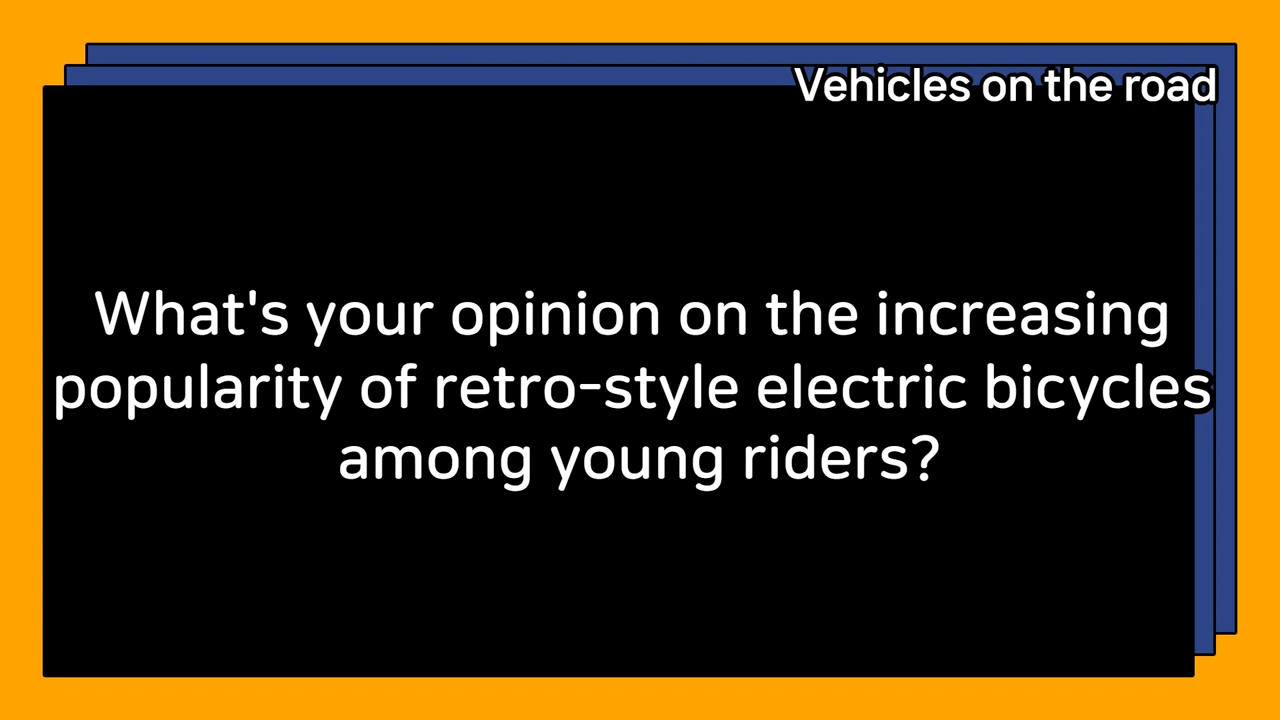 Vehicles on the road
What's your opinion on the increasing
popularity of retro-style electric bicycles
among young riders?